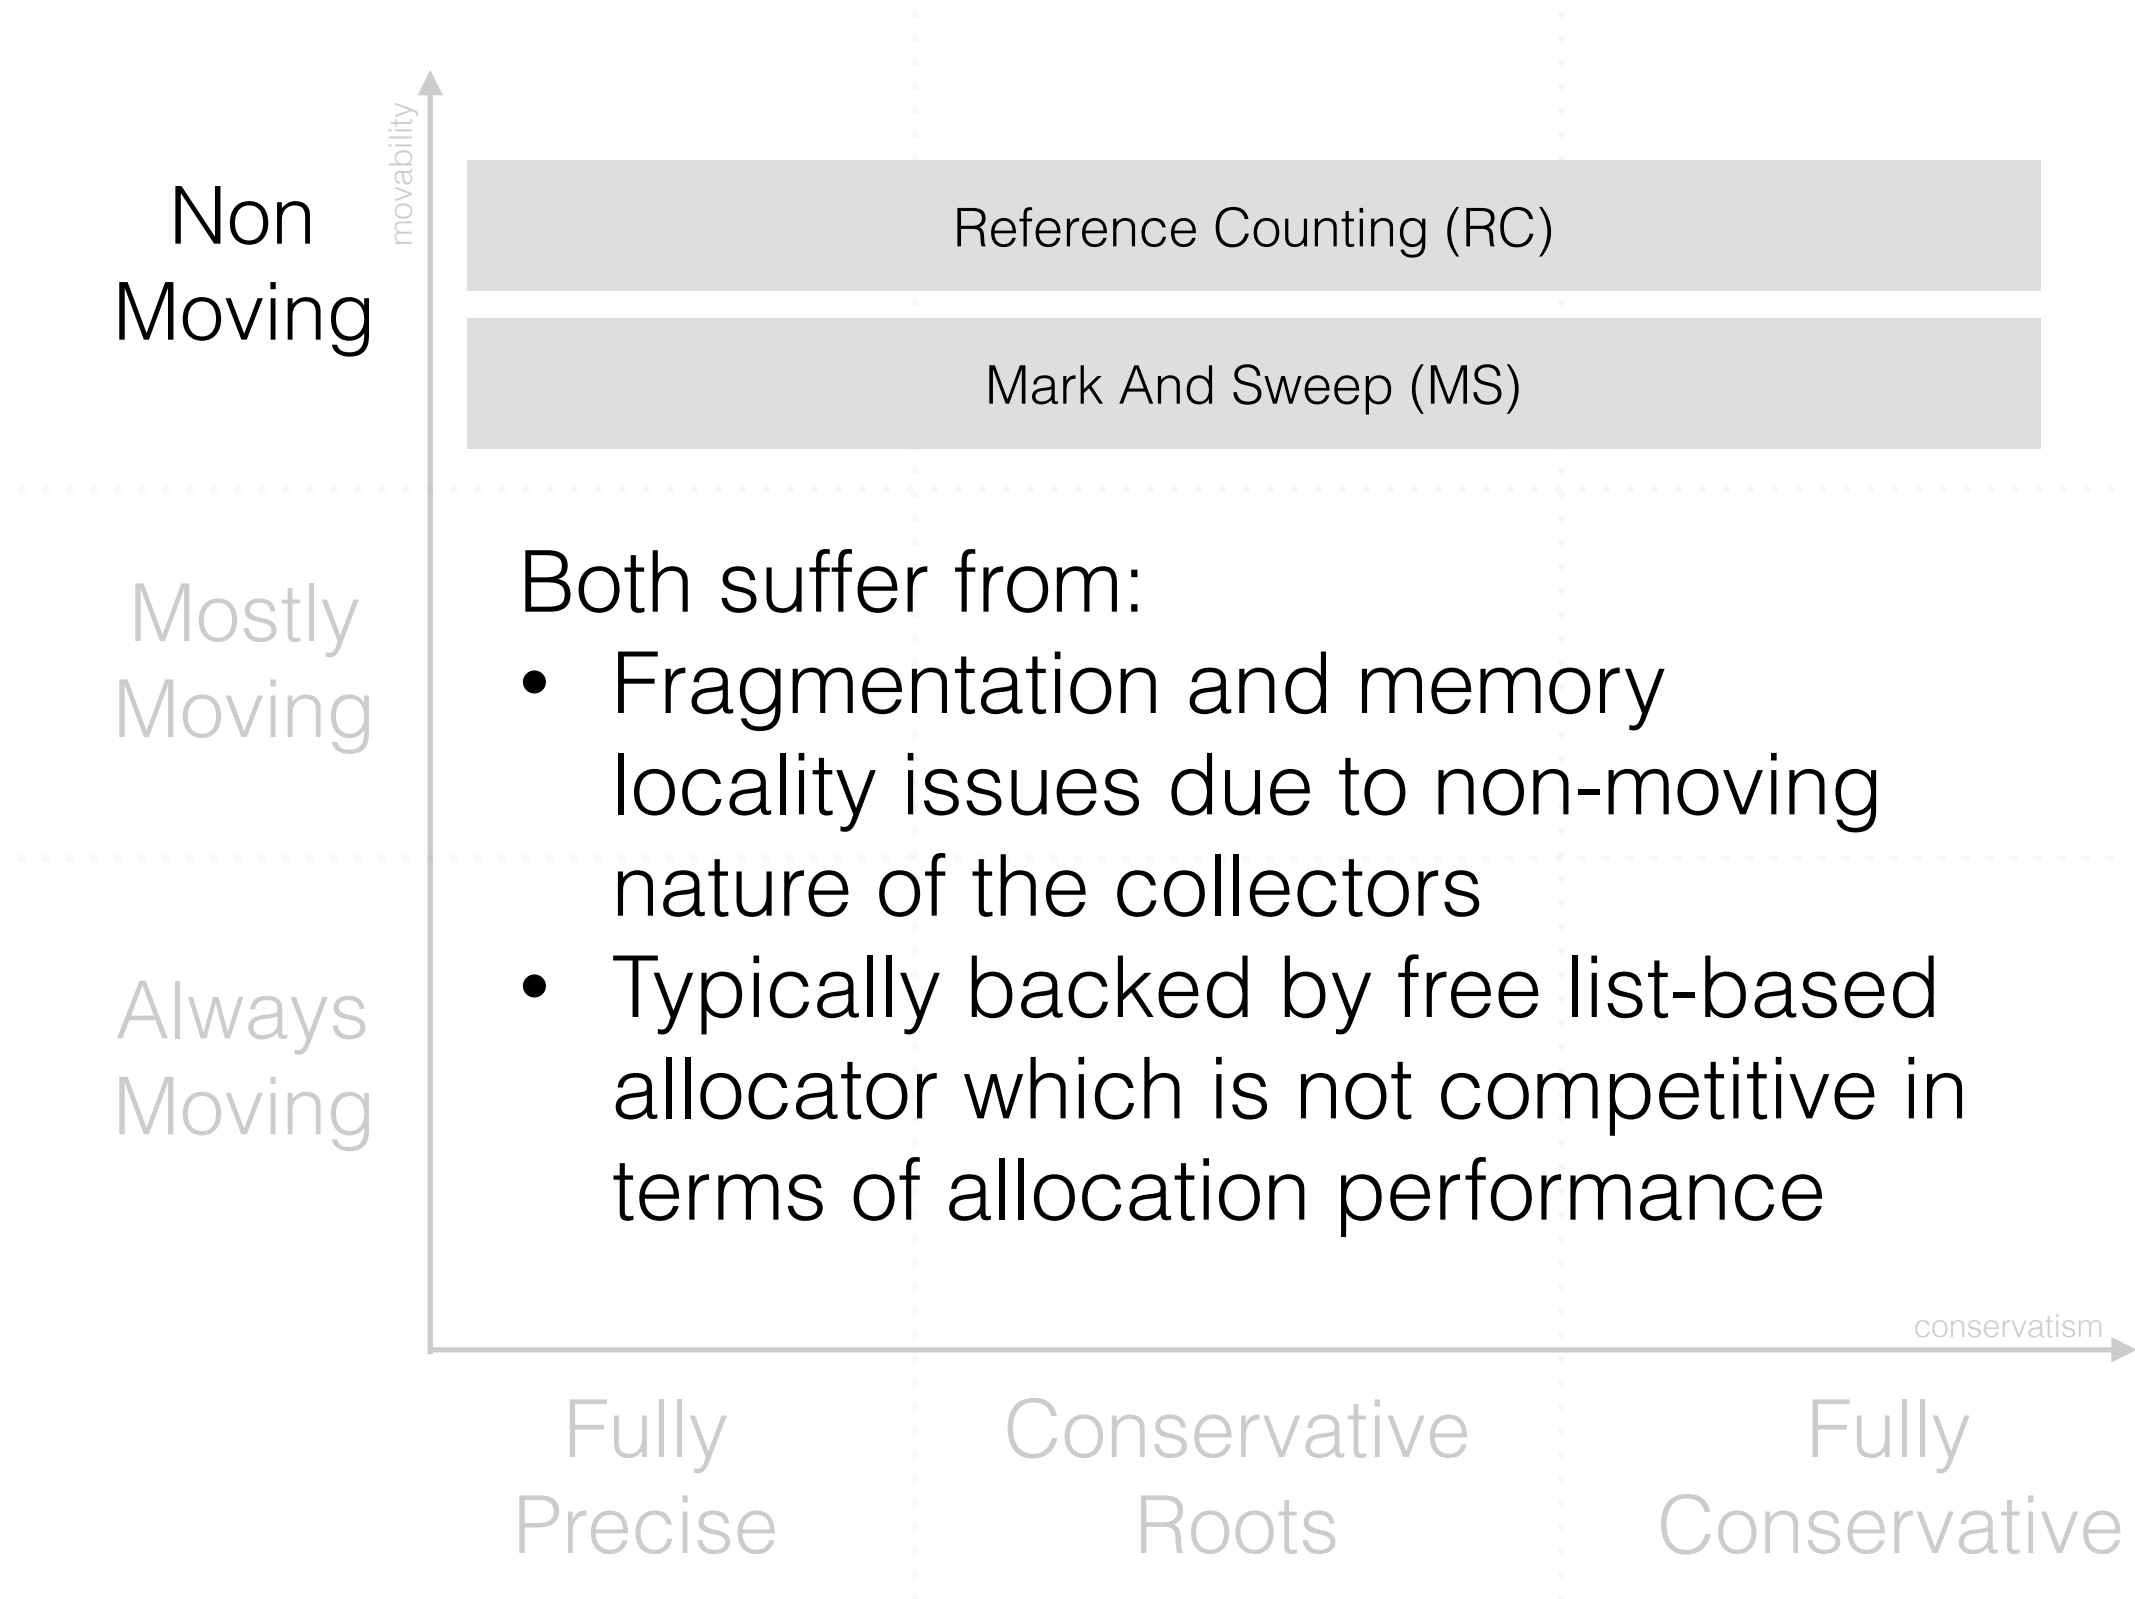 movability
Non
Moving
Reference Counting (RC)
Mark And Sweep (MS)
Mostly
Moving
Always
Moving
Both suffer from:
• Fragmentation and memory
locality issues due to non-moving
nature of the collectors
• Typically backed by free list-based
allocator which is not competitive in
terms of allocation performance
conservatism
Fully
Precise
Conservative
Roots
Fully
Conservative